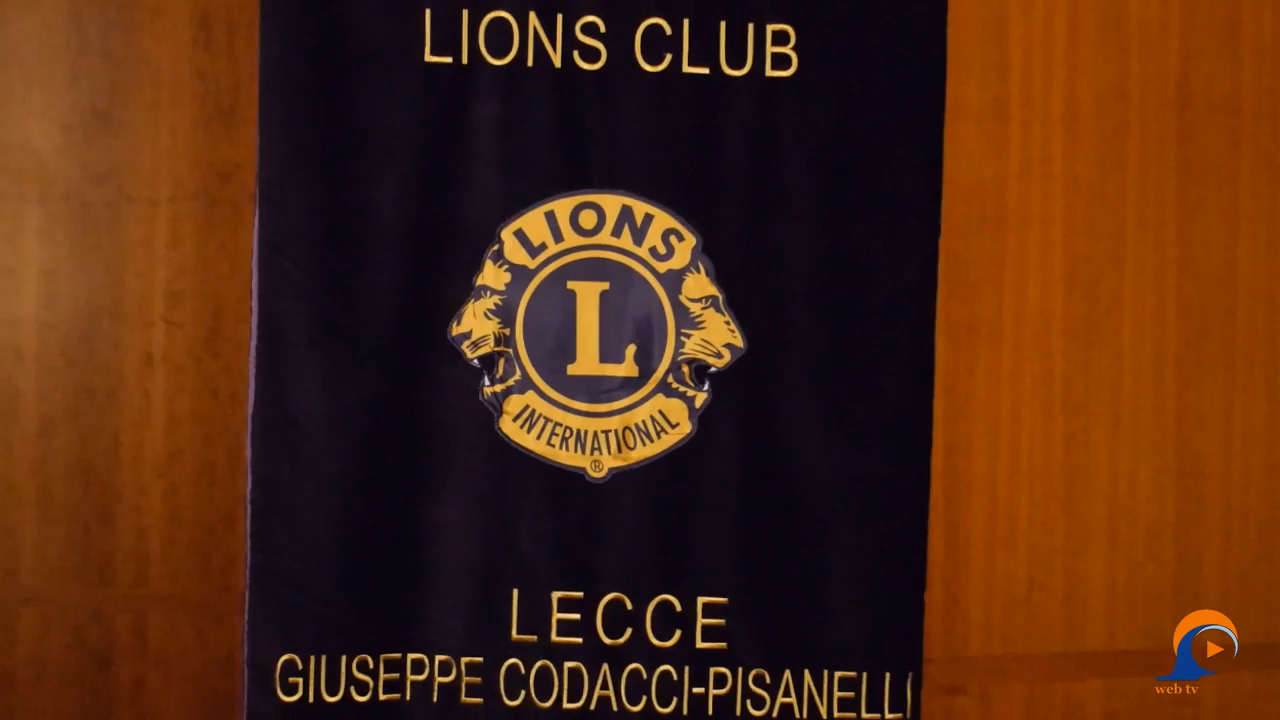 LIONS CLUB
LIONS
L
INTERNATIONAL
®
LECCE
GIUSEPPE CODACCI-PISANELLI
web tv